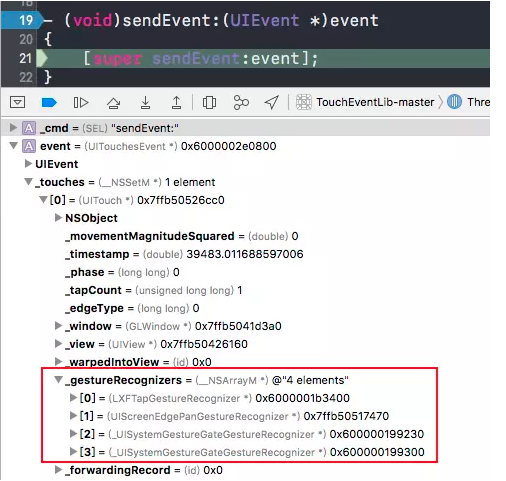 18
19 - (void)sendEvent:(UIEvent *)event
20 {
21 [super sendEvent:event];
22 }
TouchEventLib-master 〉 Thre
A _cmd = (SEL) "sendEvent:"
A event = (UITouchesEvent *) 0x6000002e0800
UIEvent
_touches = (__NSSetM *) 1 element
[0] = (UITouch *) 0x7ffb50526cc0
NSObject
_movementMagnitudeSquared = (double) 0
_timestamp = (double) 39483.011688597006
_phase = (long long) 0
_tapCount = (unsigned long long) 1
_edgeType = (long long) 0
_window = (GLWindow *) 0x7ffb5041d3a0
_view = (UIView *) 0x7ffb50426160
_warpedIntoView = (id) 0x0
_gestureRecognizers = (__NSArrayM *) @"4 elements"
[0] = (LXFTapGestureRecognizer *) 0x6000001b3400
[1] = (UIScreenEdgePanGestureRecognizer *) 0x7ffb50517470
[2] = (_UISystemGestureGateGestureRecognizer *) 0x600000199230
[3] = (_UISystemGestureGateGestureRecognizer *) 0x600000199300
_forwardingRecord = (id) 0x0